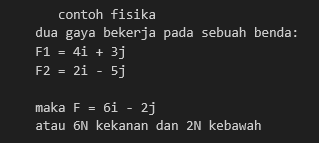 contoh fisika
dua gaya bekerja pada sebuah benda:
F1 = 4i + 3j
F2 = 2i - 5j
maka F = 6i - 2j
atau 6N kekanan dan 2N kebawah